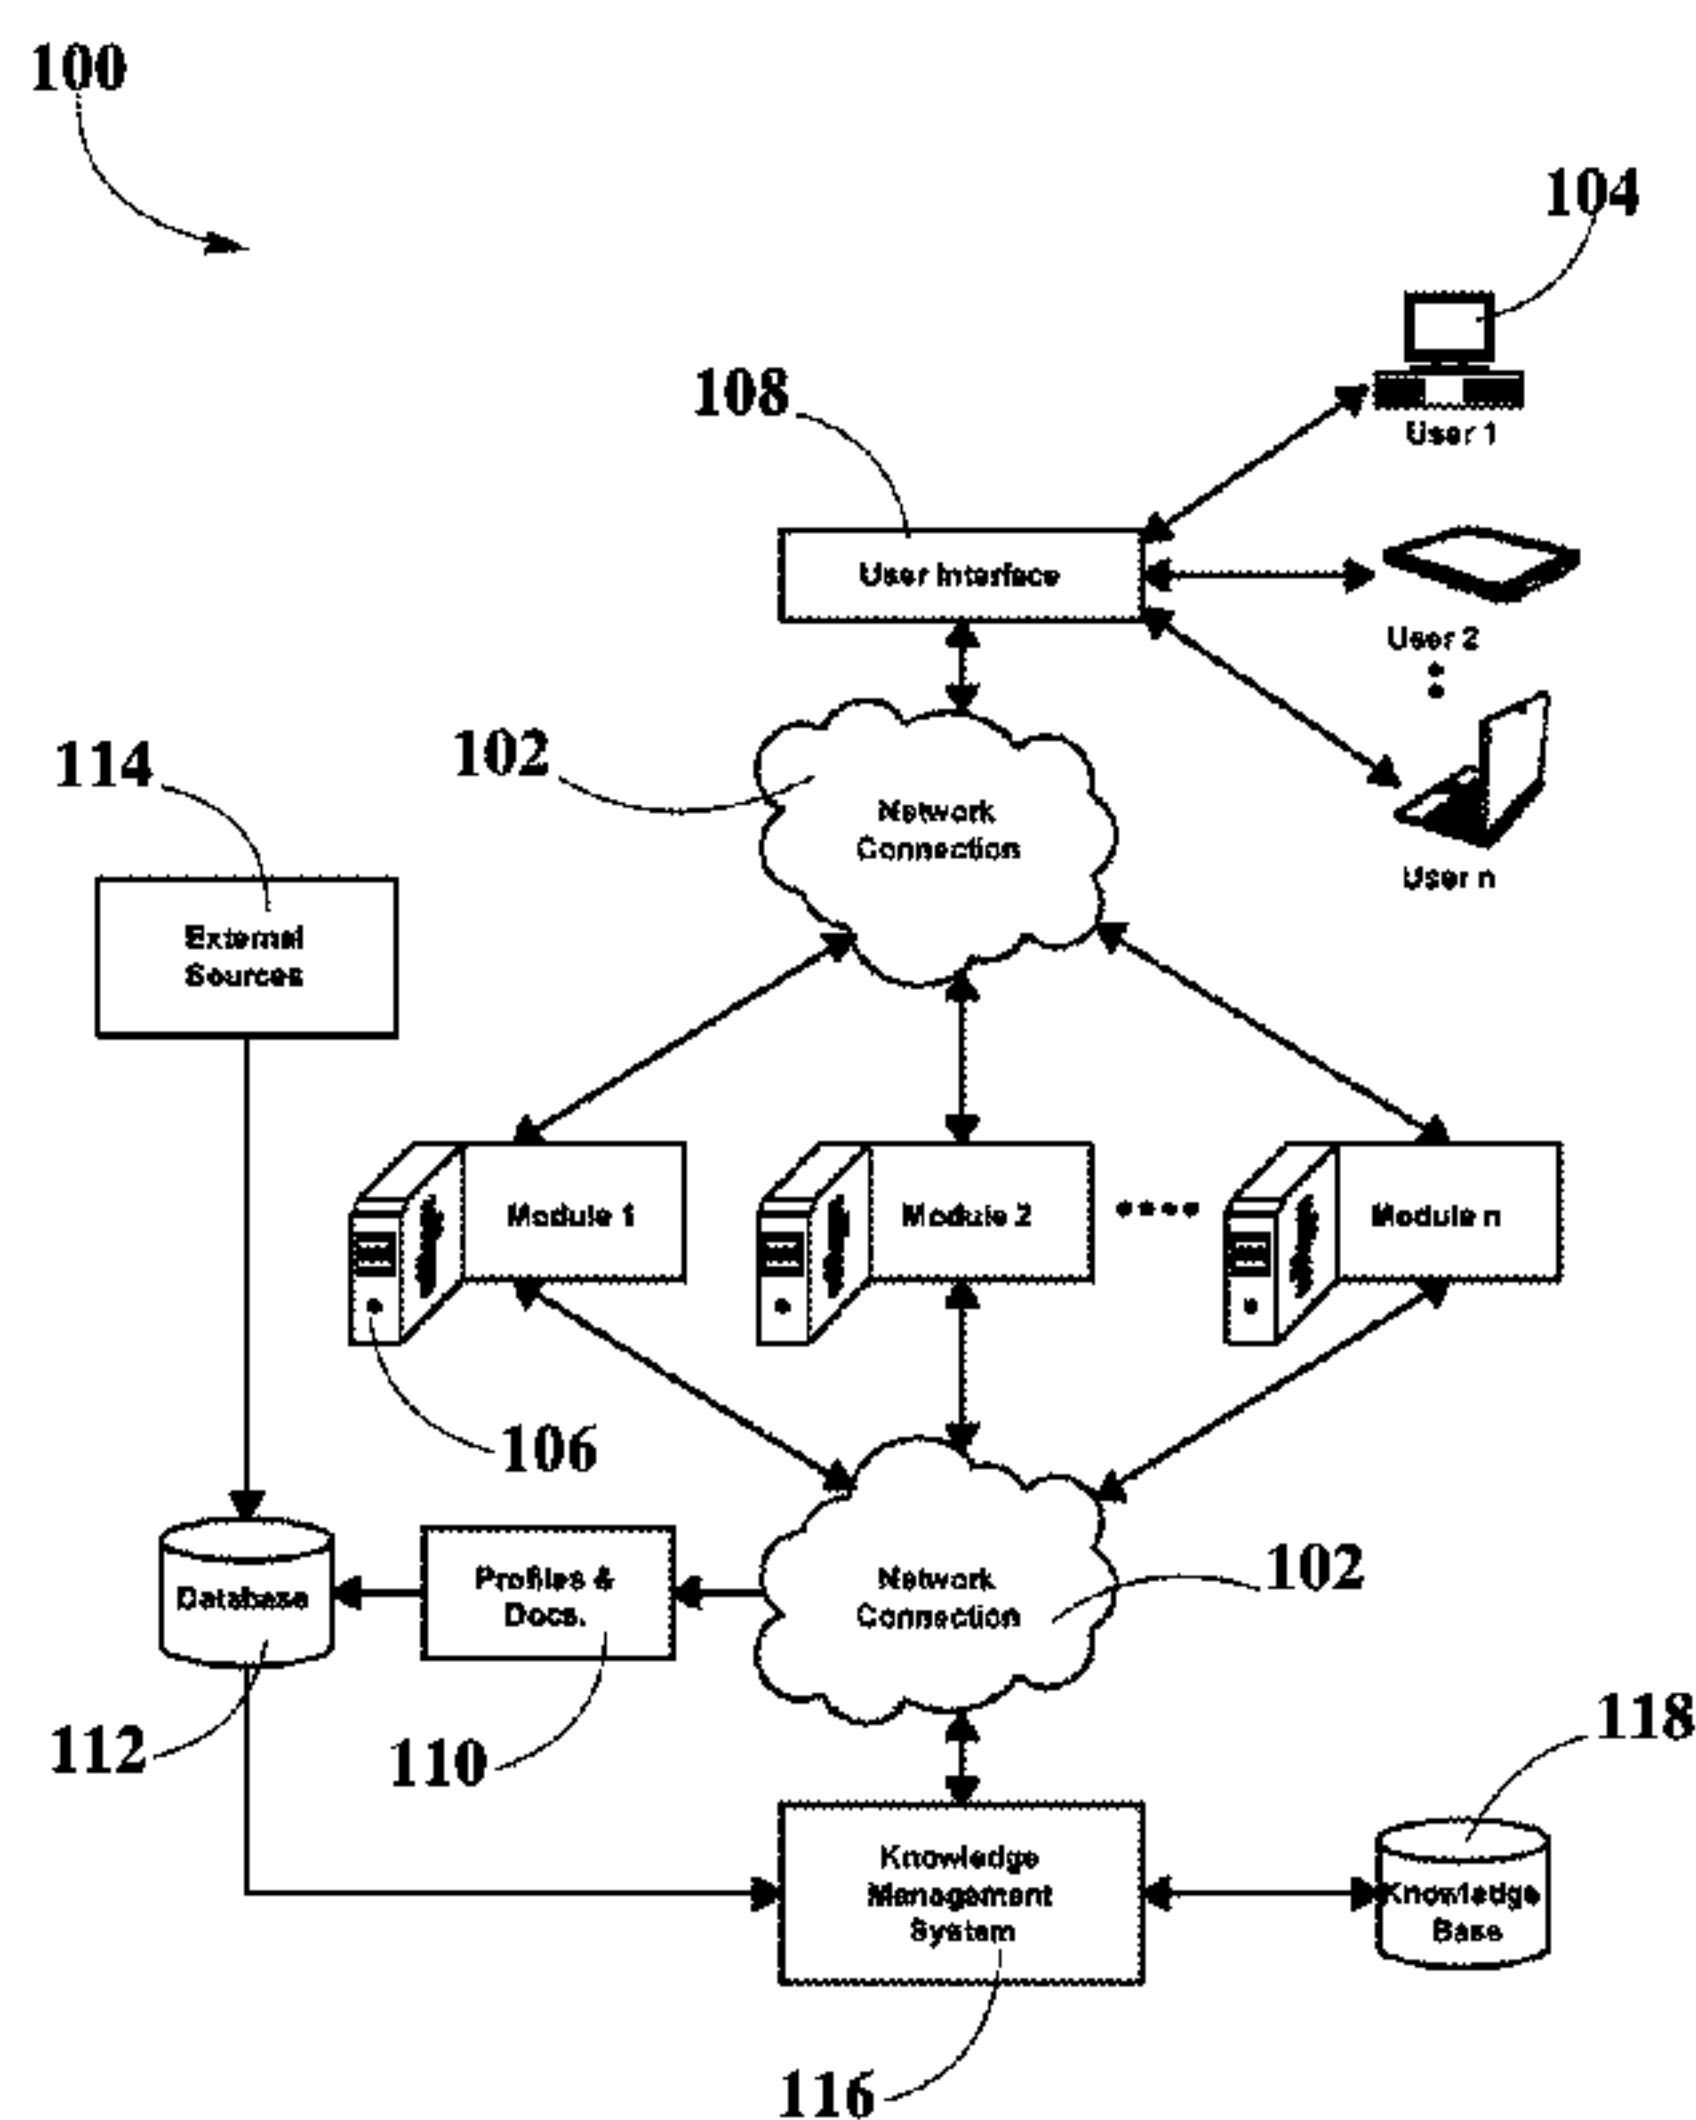 100
104
108
User 1
User Interface
User 2
102
114
Network
Connection
User n
External
Sources
Module 1
Module 2
Module n
106
Database
Profiles &
Docs.
Network
Connection
102
112
110
118
Knowledge
Management
System
Knowledge
Base
116